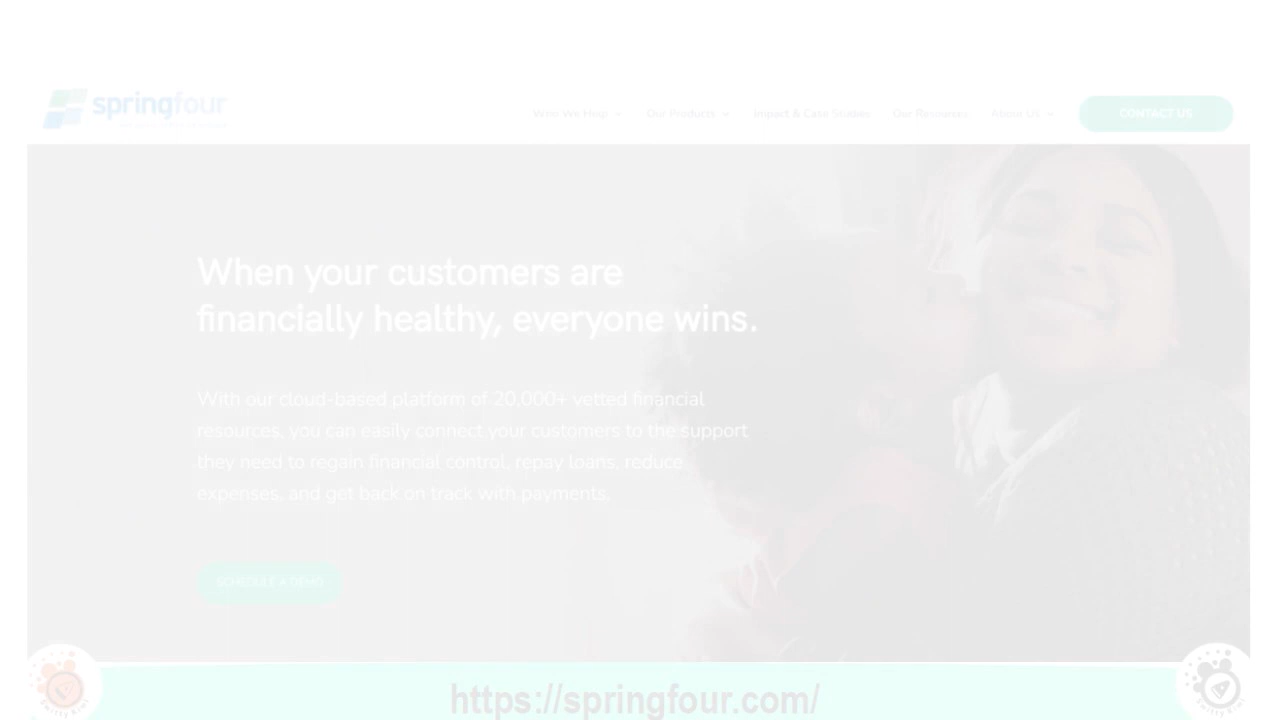 springfour
Who We Help Our Products Impact & Case Studies Our Resources About Us CONTACT US
When your customers are
financially healthy, everyone wins.
With our cloud-based platform of 20,000+ vetted financial
resources, you can easily connect your customers to the support
they need to regain financial control, repay loans, reduce
expenses, and get back on track with payments.
SCHEDULE A DEMO
https://springfour.com/